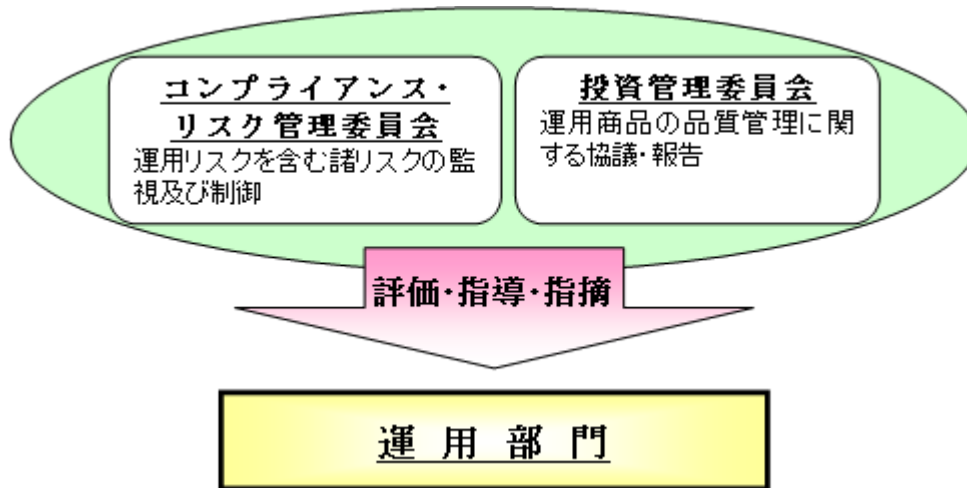 コンプライアンス・
リスク管理委員会
運用リスクを含む諸リスクの監
視及び制御
投資管理委員会
運用商品の品質管理に関
する協議・報告
評価・指導・指摘
運用部門